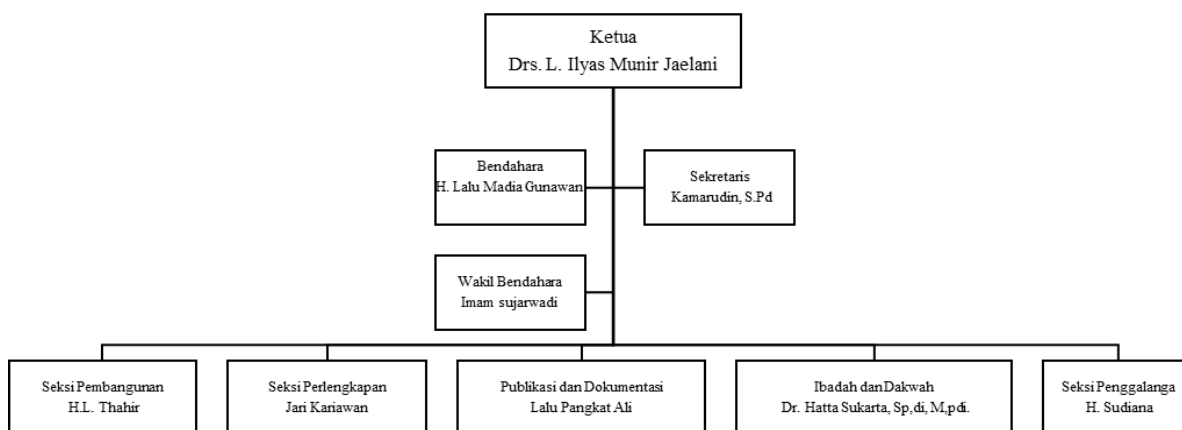 Ketua
Drs. L. Ilyas Munir Jaelani
Bendahara
H. Lalu Madia Gunawan
Sekretaris
Kamarudin, S.Pd
Wakil Bendahara
Imam sujarwadi
Seksi Pembangunan
H.L. Thahir
Seksi Perlengkapan
Jari Kariawan
Publikasi dan Dokumentasi
Lalu Pangkat Ali
Ibadah dan Dakwah
Dr. Hatta Sukarta, Sp,di, M,pdi.
Seksi Penggalanga
H. Sudiana